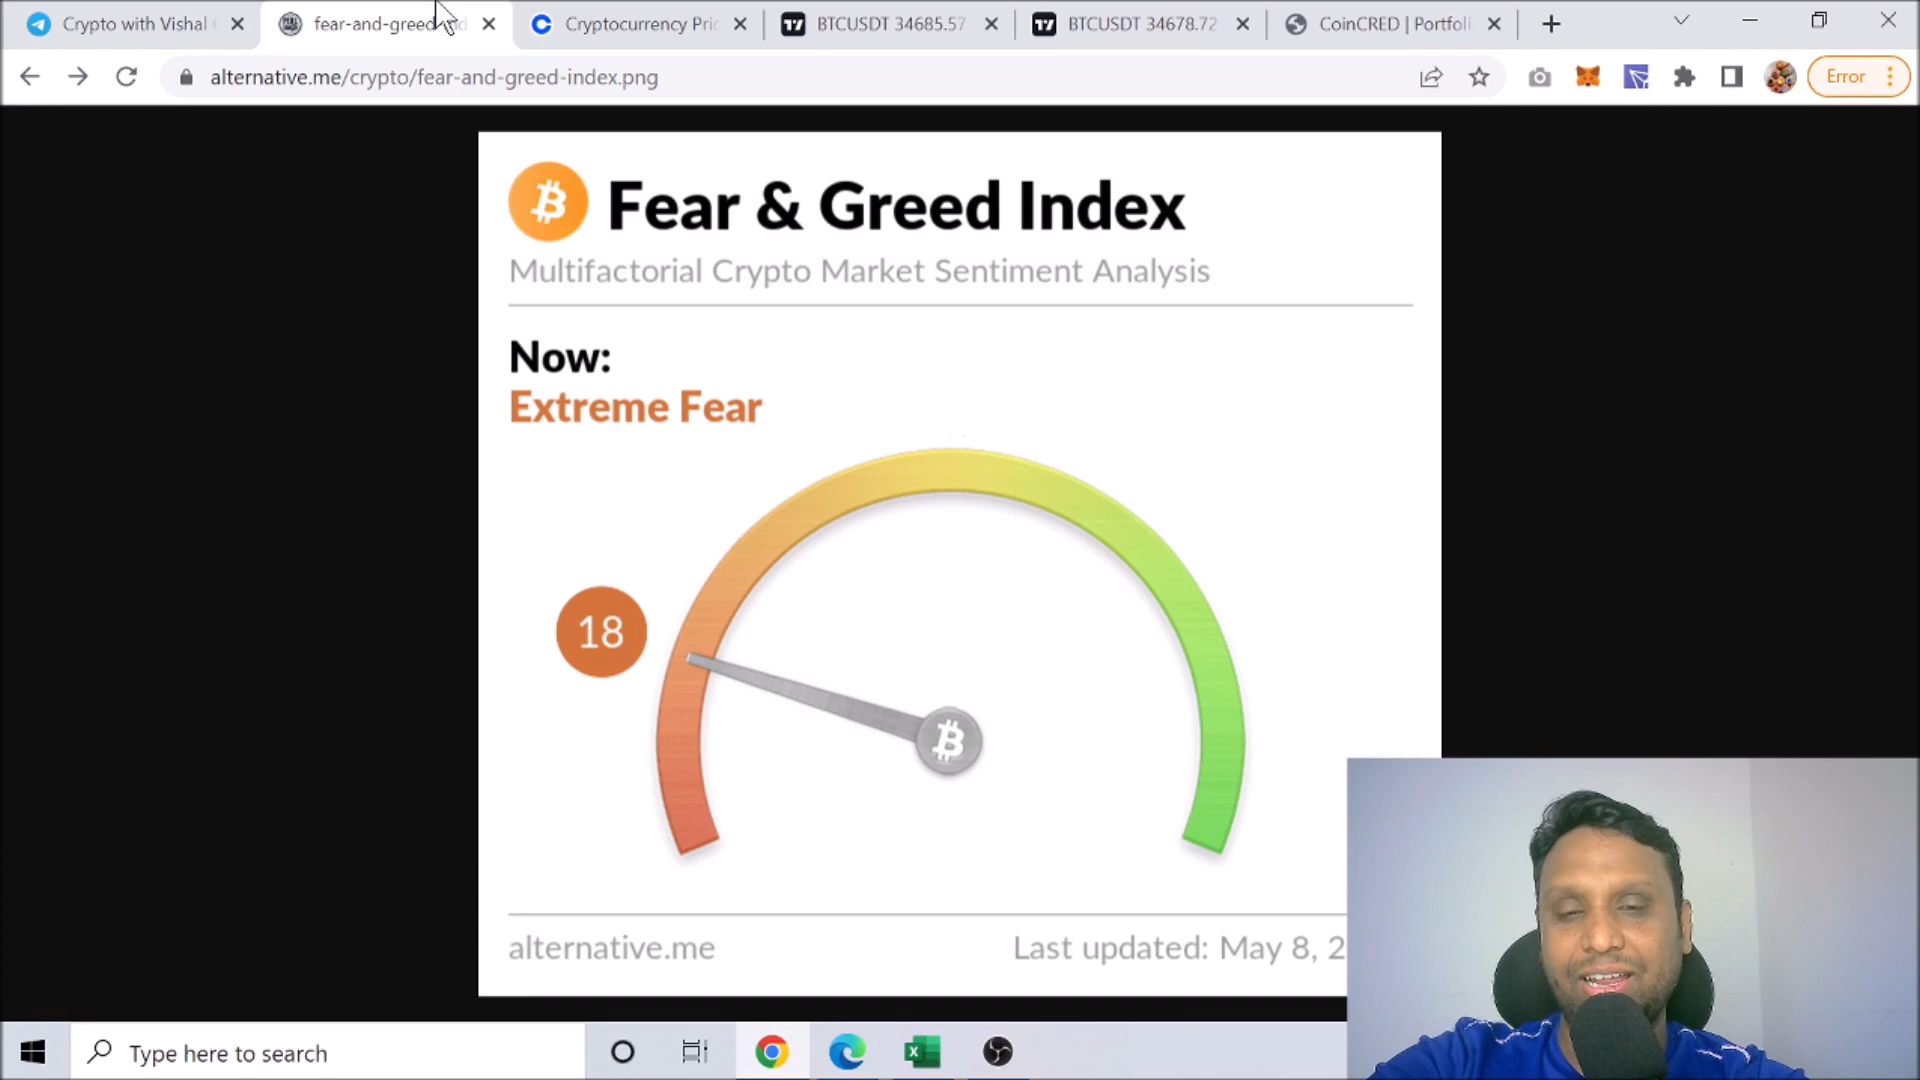 Crypto with Vishal
fear-and-greed-ind
Cryptocurrency Pric
BTCUSDT 34685.57
BTCUSDT 34678.72
CoinCRED | Portfoli
alternative.me/crypto/fear-and-greed-index.png
Error
Fear & Greed Index
Multifactorial Crypto Market Sentiment Analysis
Now:
Extreme Fear
18
alternative.me
Last updated: May 8, 2
Type here to search